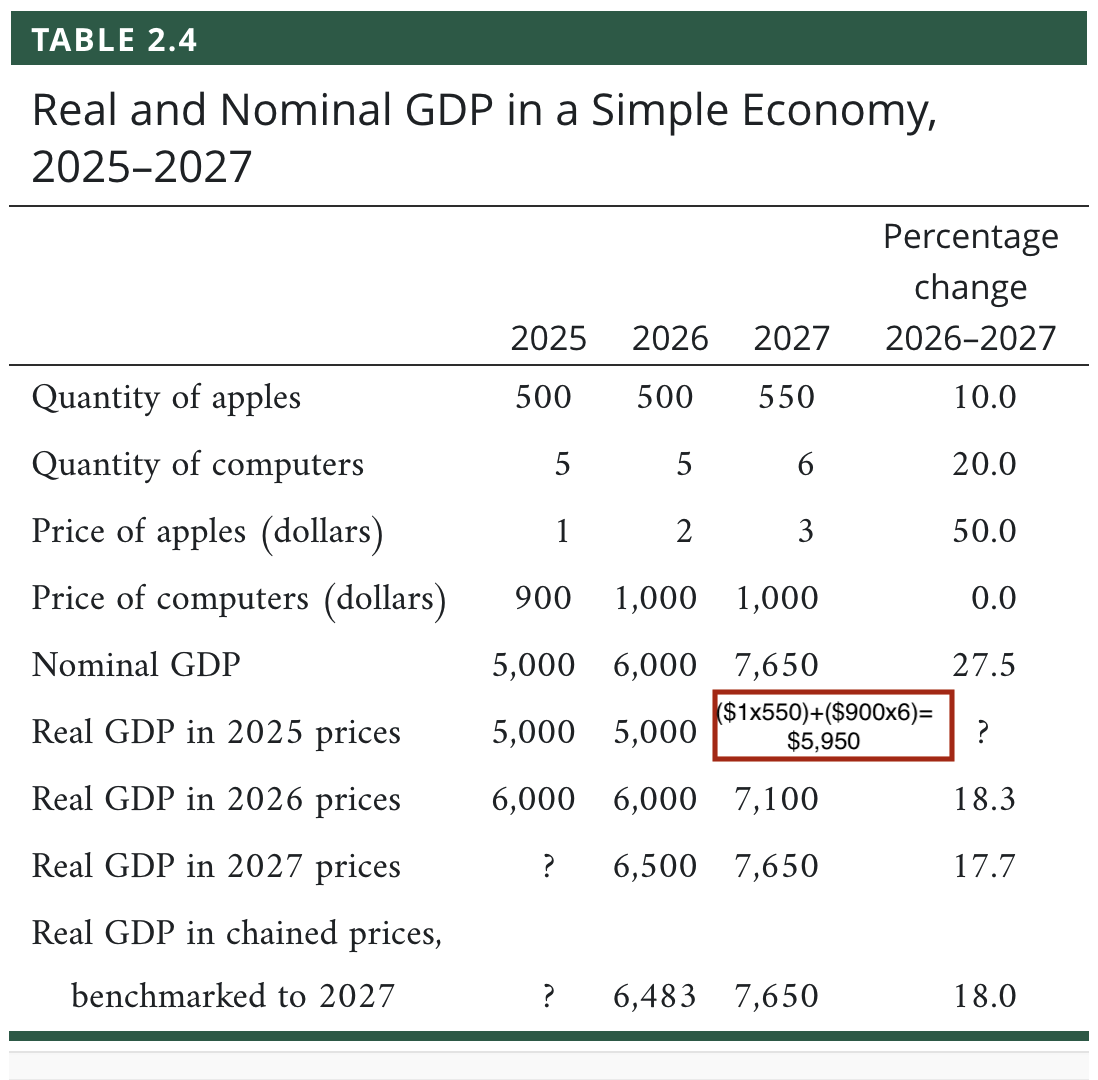 TABLE 2.4
Real and Nominal GDP in a Simple Economy,
2025–2027
Percentage
change
2025 2026 2027 2026–2027
Quantity of apples 500 500 550 10.0
Quantity of computers 5 5 6 20.0
Price of apples (dollars) 1 2 3 50.0
Price of computers (dollars) 900 1,000 1,000 0.0
Nominal GDP 5,000 6,000 7,650 27.5
Real GDP in 2025 prices 5,000 5,000 ($1x550)+($900x6)= ?
$5,950
Real GDP in 2026 prices 6,000 6,000 7,100 18.3
Real GDP in 2027 prices ? 6,500 7,650 17.7
Real GDP in chained prices,
benchmarked to 2027 ? 6,483 7,650 18.0